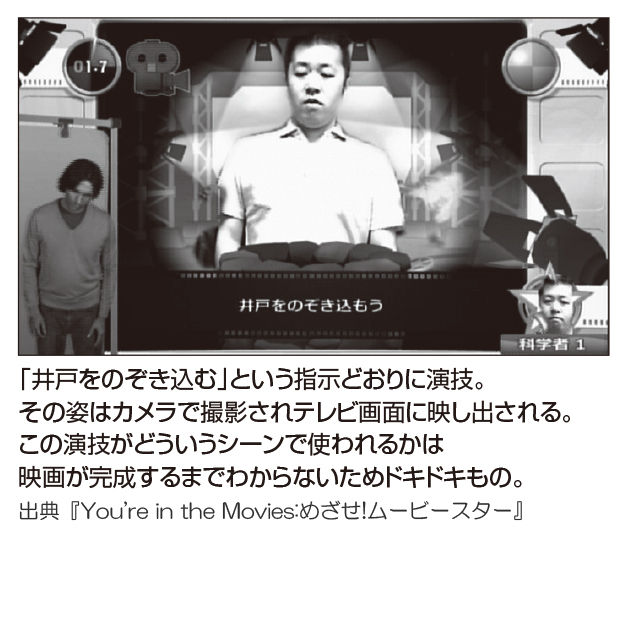 01.7
井戸をのぞき込もう
科学者 1
「井戸をのぞき込む」という指示どおりに演技。
その姿はカメラで撮影されテレビ画面に映し出される。
この演技がどういうシーンで使われるかは
映画が完成するまでわからないためドキドキもの。
出典『You're in the Movies:めざせ!ムービースター』